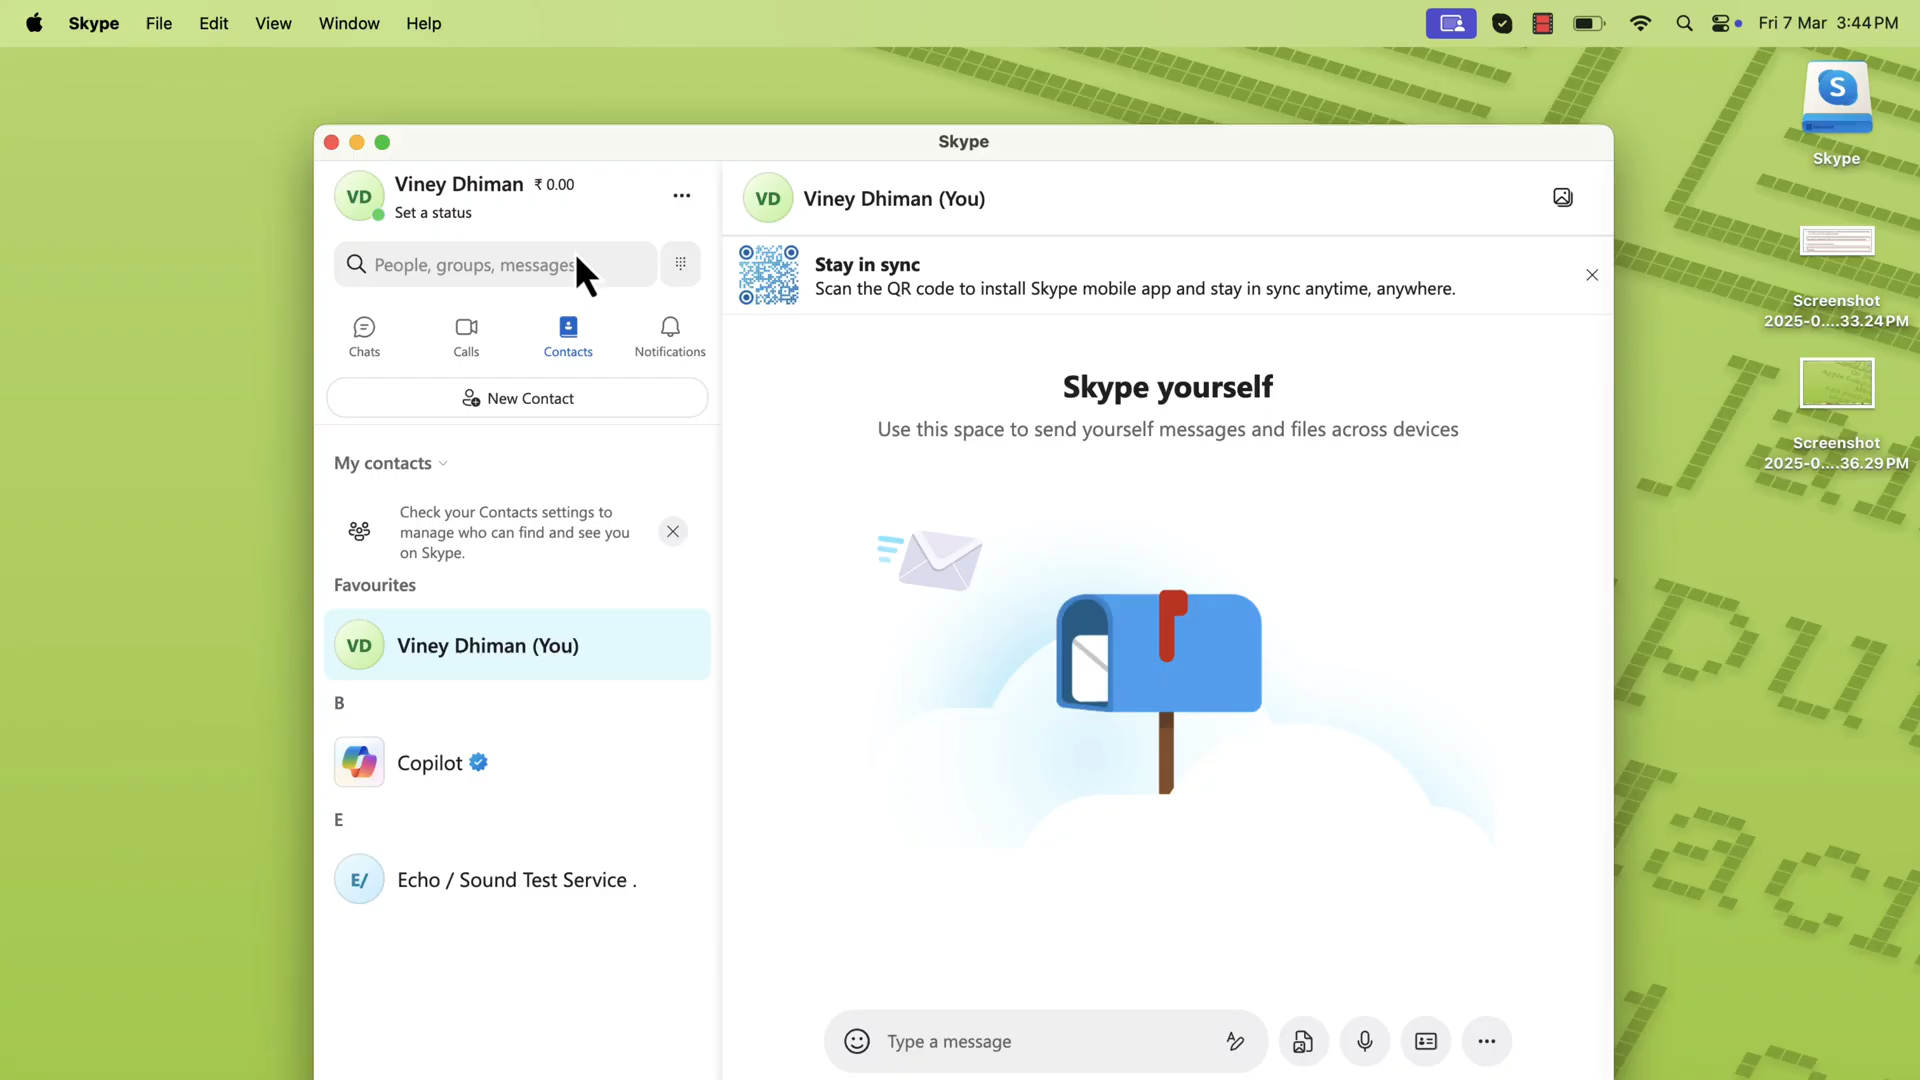 Skype File Edit View Window Help
Fri 7 Mar 3:44 PM
S
Skype
Screenshot
2025-0....33.24 PM
Screenshot
2025-0....36.29 PM
Skype
VD
Viney Dhiman ₹ 0.00
Set a status
People, groups, messages
Chats
Calls
Contacts
Notifications
New Contact
My contacts
Check your Contacts settings to
manage who can find and see you
on Skype.
Favourites
VD
Viney Dhiman (You)
B
Copilot
E
E/
Echo / Sound Test Service .
VD
Viney Dhiman (You)
Stay in sync
Scan the QR code to install Skype mobile app and stay in sync anytime, anywhere.
Skype yourself
Use this space to send yourself messages and files across devices
Type a message